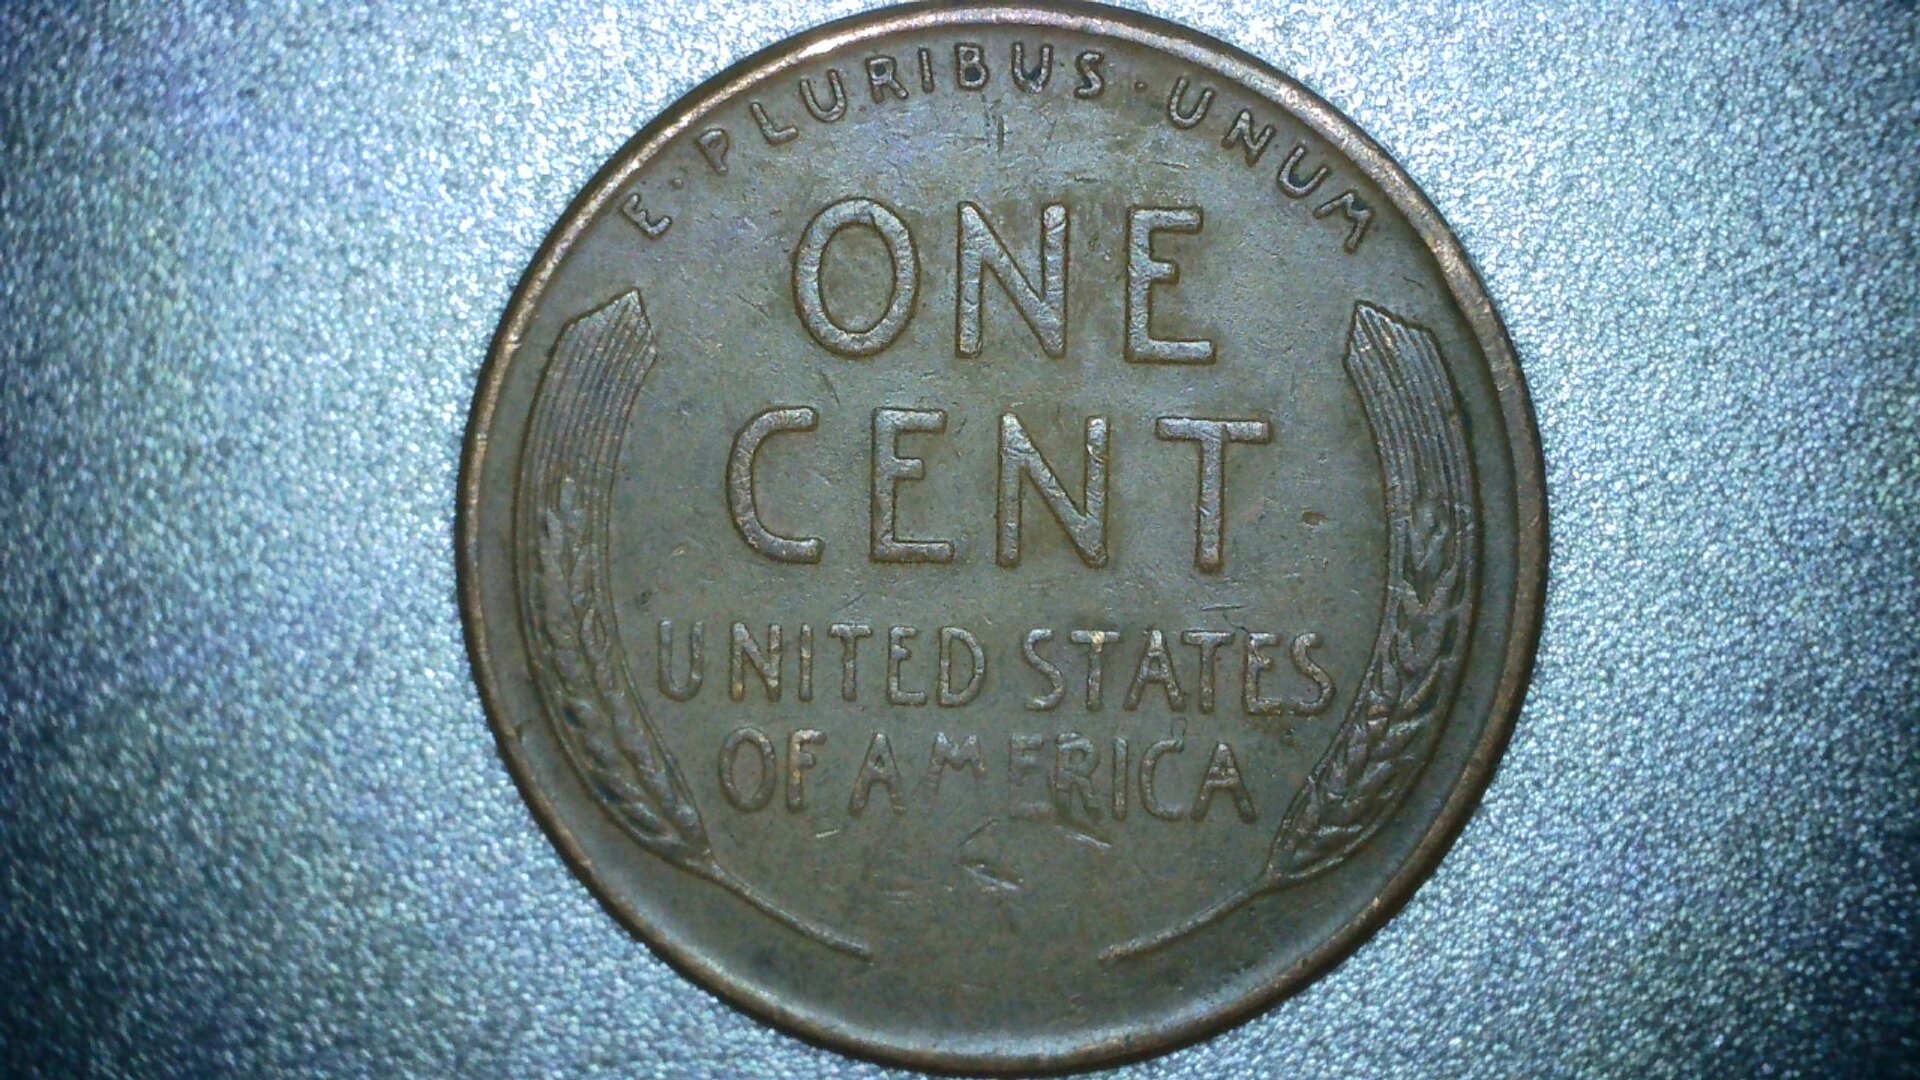 E · PLURIBUS · UNUM
ONE
CENT
UNITED STATES
OF AMERICA